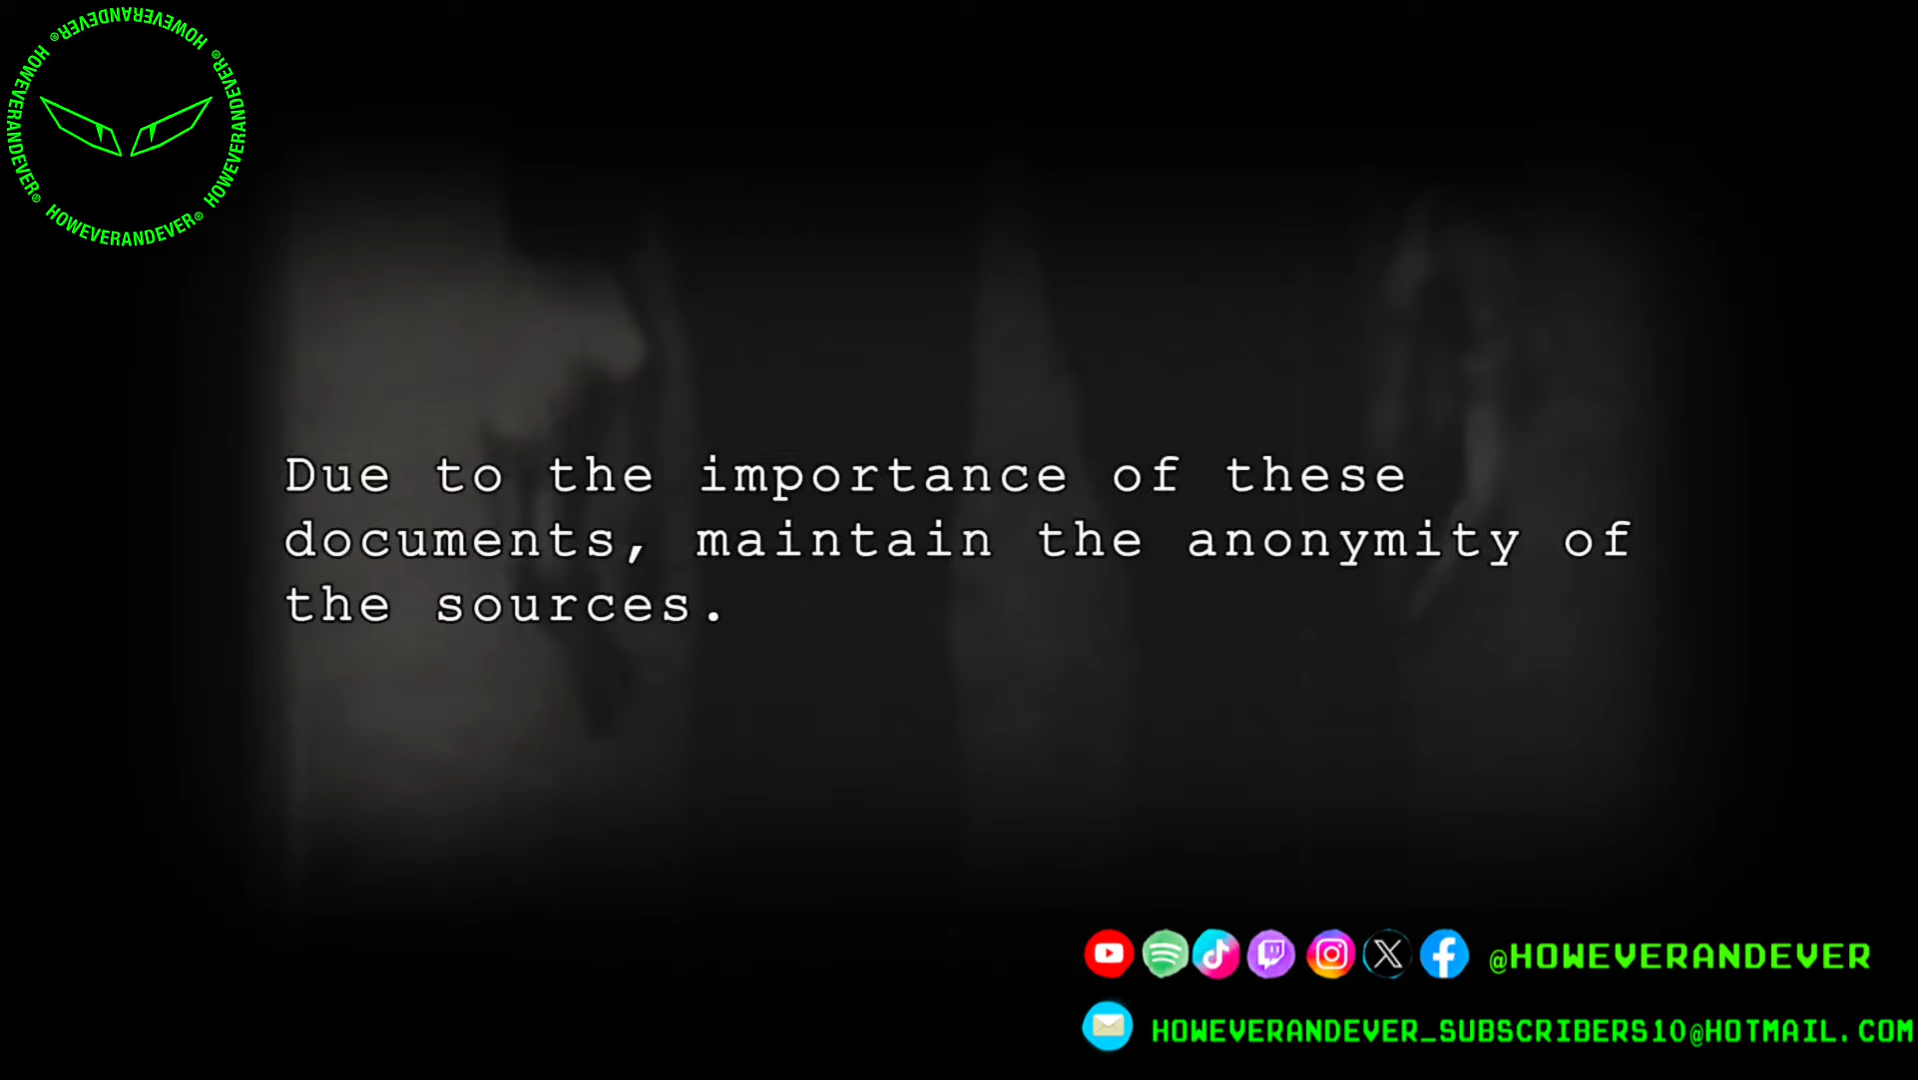 HOWEVERANDEVER® HOWEVERANDEVER® HOWEVERANDEVER® HOWEVERANDEVER®
Due to the importance of these
documents, maintain the anonymity of
the sources.
@HOWEVERANDEVER
HOWEVERANDEVER_SUBSCRIBERS10@HOTMAIL.COM